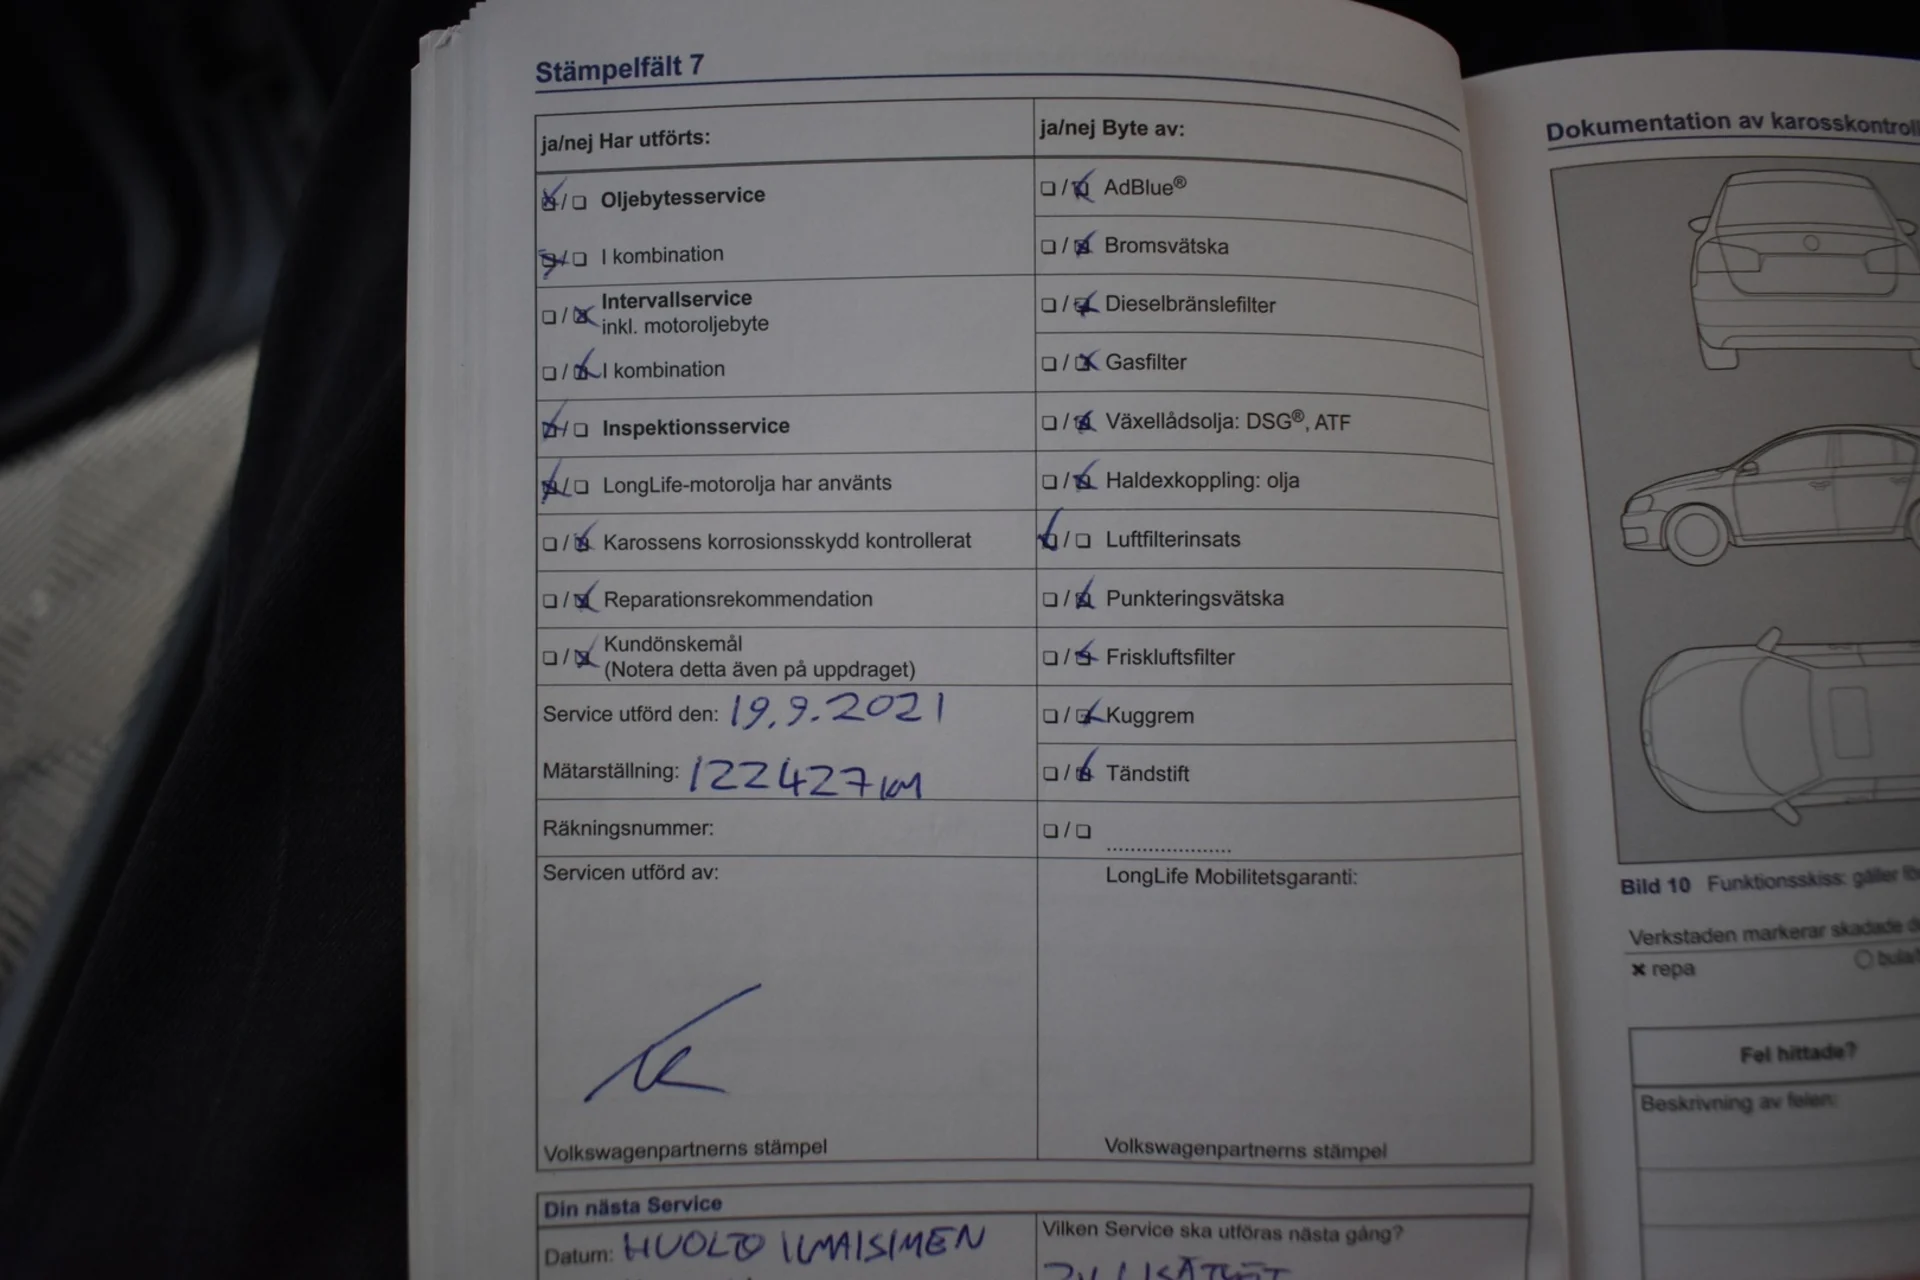 Stämpelfält 7
ja/nej Har utförts:
☒/☐ Oljebytesservice
☒/☐ I kombination
☐/☒ Intervallservice
inkl. motoroljebyte
☐/☒ I kombination
☒/☐ Inspektionsservice
☒/☐ LongLife-motorolja har använts
☐/☒ Karossens korrosionsskydd kontrollerat
☐/☒ Reparationsrekommendation
☐/☒ Kundönskemål
(Notera detta även på uppdraget)
Service utförd den: 19.9.2021
Mätarställning: 122427 KM
Räkningsnummer:
Servicen utförd av:
Volkswagenpartnerns stämpel
ja/nej Byte av:
☐/☒ AdBlue®
☐/☒ Bromsvätska
☐/☒ Dieselbränslefilter
☐/☒ Gasfilter
☐/☒ Växellådsolja: DSG®, ATF
☐/☒ Haldexkoppling: olja
☒/☐ Luftfilterinsats
☐/☒ Punkteringsvätska
☐/☒ Friskluftsfilter
☐/☒ Kuggrem
☐/☒ Tändstift
☐/☐ .....................
LongLife Mobilitetsgaranti:
Volkswagenpartnerns stämpel
Din nästa Service
Datum: HUOLTO ILMAISIMEN
Vilken Service ska utföras nästa gång?
Dokumentation av karosskontroll
Bild 10 Funktionsskiss: gäller
Verkstaden markerar skadade
× repa
Fel hittade?
Beskrivning av felen: